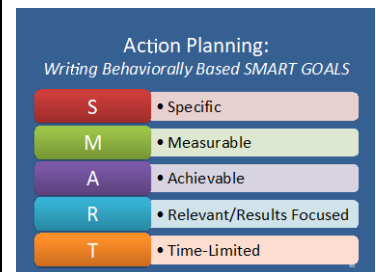 Action Planning:
Writing Behaviorally Based SMART GOALS
S • Specific
M • Measurable
A • Achievable
R • Relevant/Results Focused
T • Time-Limited